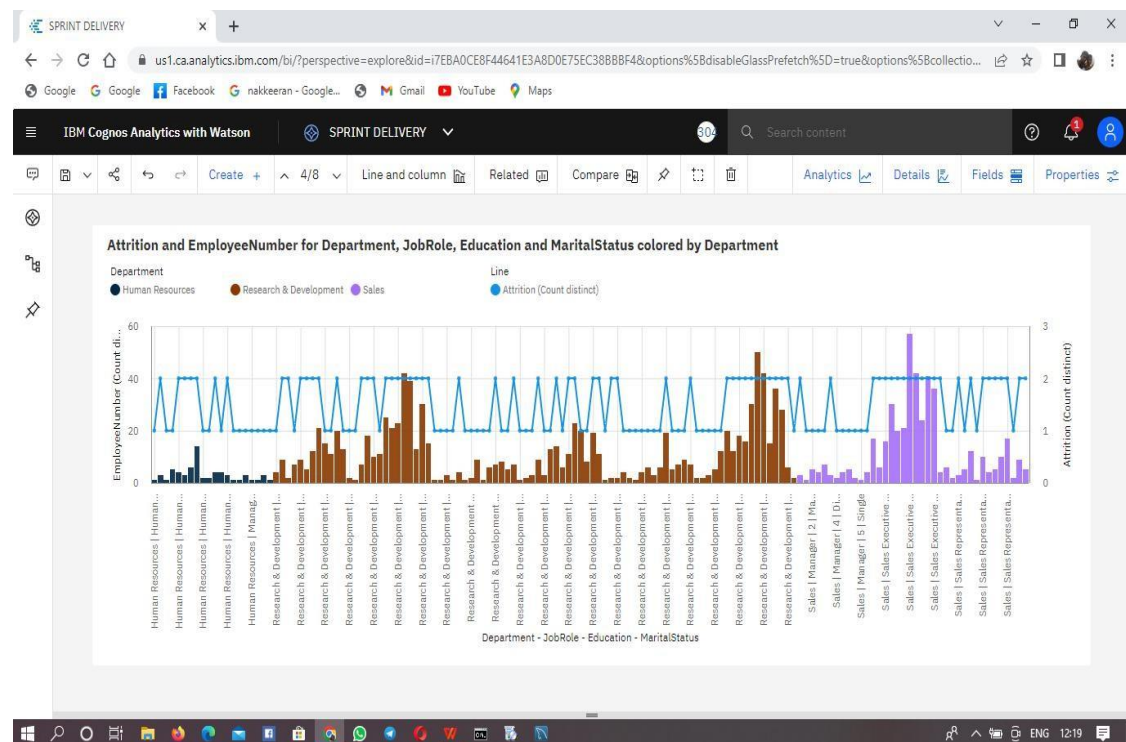 SPRINT DELIVERY
us1.ca.analytics.ibm.com/bi/?perspective=explore&id=i7EBA0CE8F44641E3A8D0E75EC38BBBF4&options%5BdisableGlassPrefetch%5D=true&options%5Bcollectio...
Google Google Facebook nakkeeran - Google... Gmail YouTube Maps
IBM Cognos Analytics with Watson SPRINT DELIVERY 304 Search content 1
Create + 4/8 Line and column Related Compare Analytics Details Fields Properties
Attrition and EmployeeNumber for Department, JobRole, Education and MaritalStatus colored by Department
Department Line
Human Resources Research & Development Sales Attrition (Count distinct)
EmployeeNumber (Count di...
60
40
20
0
3
2
1
0
Attrition (Count distinct)
Human Resources | Human...
Human Resources | Human...
Human Resources | Human...
Human Resources | Human...
Human Resources | Manag...
Research & Development |...
Research & Development |...
Research & Development |...
Research & Development |...
Research & Development |...
Research & Development |...
Research & Development |...
Research & Development |...
Research & Development...
Research & Development...
Research & Development |...
Research & Development |...
Research & Development |...
Research & Development |...
Research & Development |...
Research & Development |...
Research & Development |...
Research & Development |...
Research & Development |...
Research & Development |...
Research & Development |...
Research & Development |...
Sales | Manager | 2 | Ma...
Sales | Manager | 4 | Di...
Sales | Manager | 5 | Single
Sales | Sales Executive...
Sales | Sales Executive...
Sales | Sales Executive...
Sales | Sales Representa...
Sales | Sales Representa...
Sales | Sales Representa...
Department - JobRole - Education - MaritalStatus
ENG 12:19